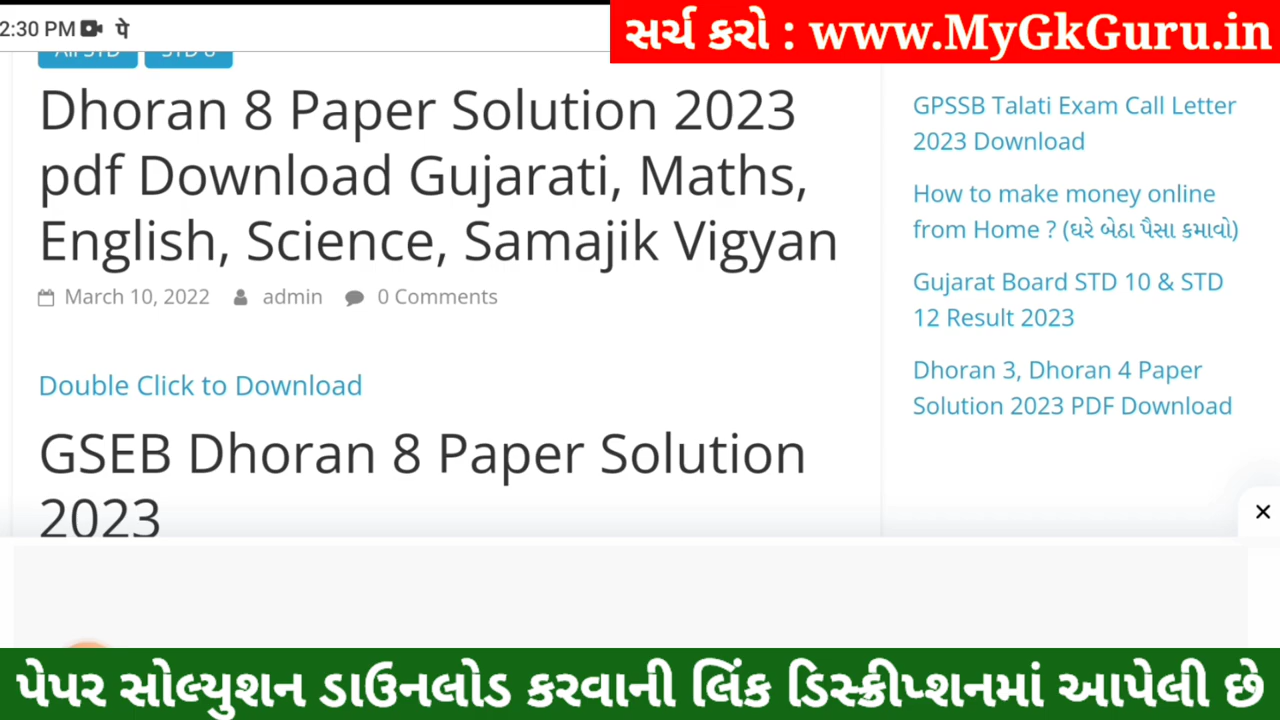 2:30 PM पे
સર્ચ કરો : www.MyGkGuru.in
All STD STD 8
Dhoran 8 Paper Solution 2023
pdf Download Gujarati, Maths,
English, Science, Samajik Vigyan
March 10, 2022 admin 0 Comments
Double Click to Download
GSEB Dhoran 8 Paper Solution
2023
GPSSB Talati Exam Call Letter
2023 Download
How to make money online
from Home ? (ઘરે બેઠા પૈસા કમાવો)
Gujarat Board STD 10 & STD
12 Result 2023
Dhoran 3, Dhoran 4 Paper
Solution 2023 PDF Download
×
પેપર સોલ્યુશન ડાઉનલોડ કરવાની લિંક ડિસ્ક્રીપ્શનમાં આપેલી છે